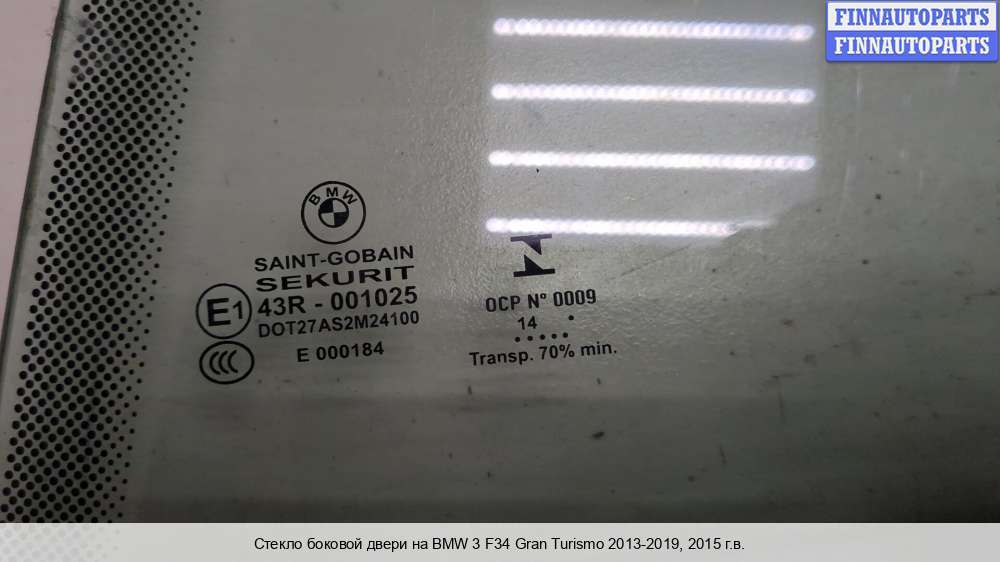 FINNAUTOPARTS
FINNAUTOPARTS
BMW
SAINT-GOBAIN
SEKURIT
E1 43R - 001025
DOT27AS2M24100
CCC E 000184
OCP N° 0009
14
Transp. 70% min.
Стекло боковой двери на BMW 3 F34 Gran Turismo 2013-2019, 2015 г.в.